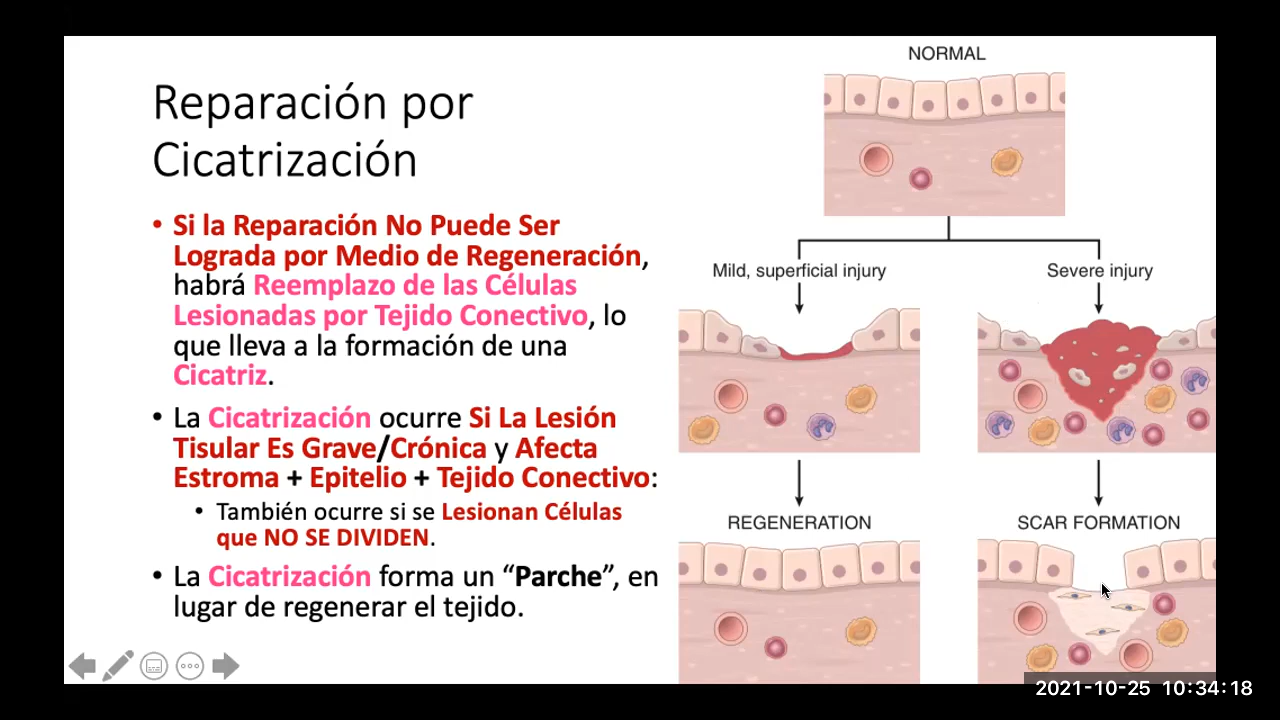 Reparación por
Cicatrización
• Si la Reparación No Puede Ser
Lograda por Medio de Regeneración,
habrá Reemplazo de las Células
Lesionadas por Tejido Conectivo, lo
que lleva a la formación de una
Cicatriz.
• La Cicatrización ocurre Si La Lesión
Tisular Es Grave/Crónica y Afecta
Estroma + Epitelio + Tejido Conectivo:
• También ocurre si se Lesionan Células
que NO SE DIVIDEN.
• La Cicatrización forma un “Parche”, en
lugar de regenerar el tejido.
NORMAL
Mild, superficial injury
Severe injury
REGENERATION
SCAR FORMATION
2021-10-25 10:34:18